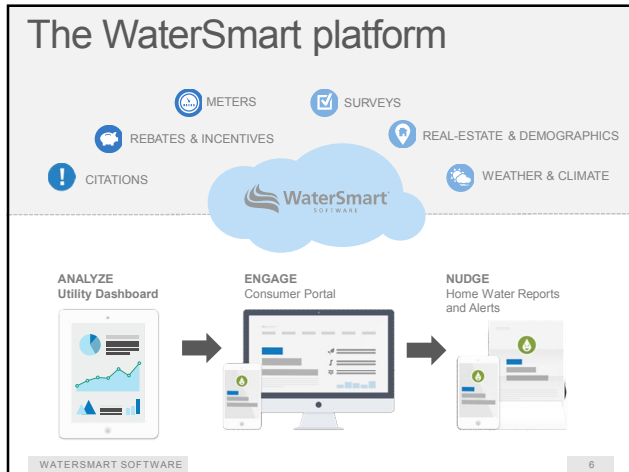 The WaterSmart platform
METERS
SURVEYS
REBATES & INCENTIVES
REAL-ESTATE & DEMOGRAPHICS
CITATIONS
WEATHER & CLIMATE
WaterSmart
SOFTWARE
ANALYZE
Utility Dashboard
ENGAGE
Consumer Portal
NUDGE
Home Water Reports
and Alerts
WATERSMART SOFTWARE
6